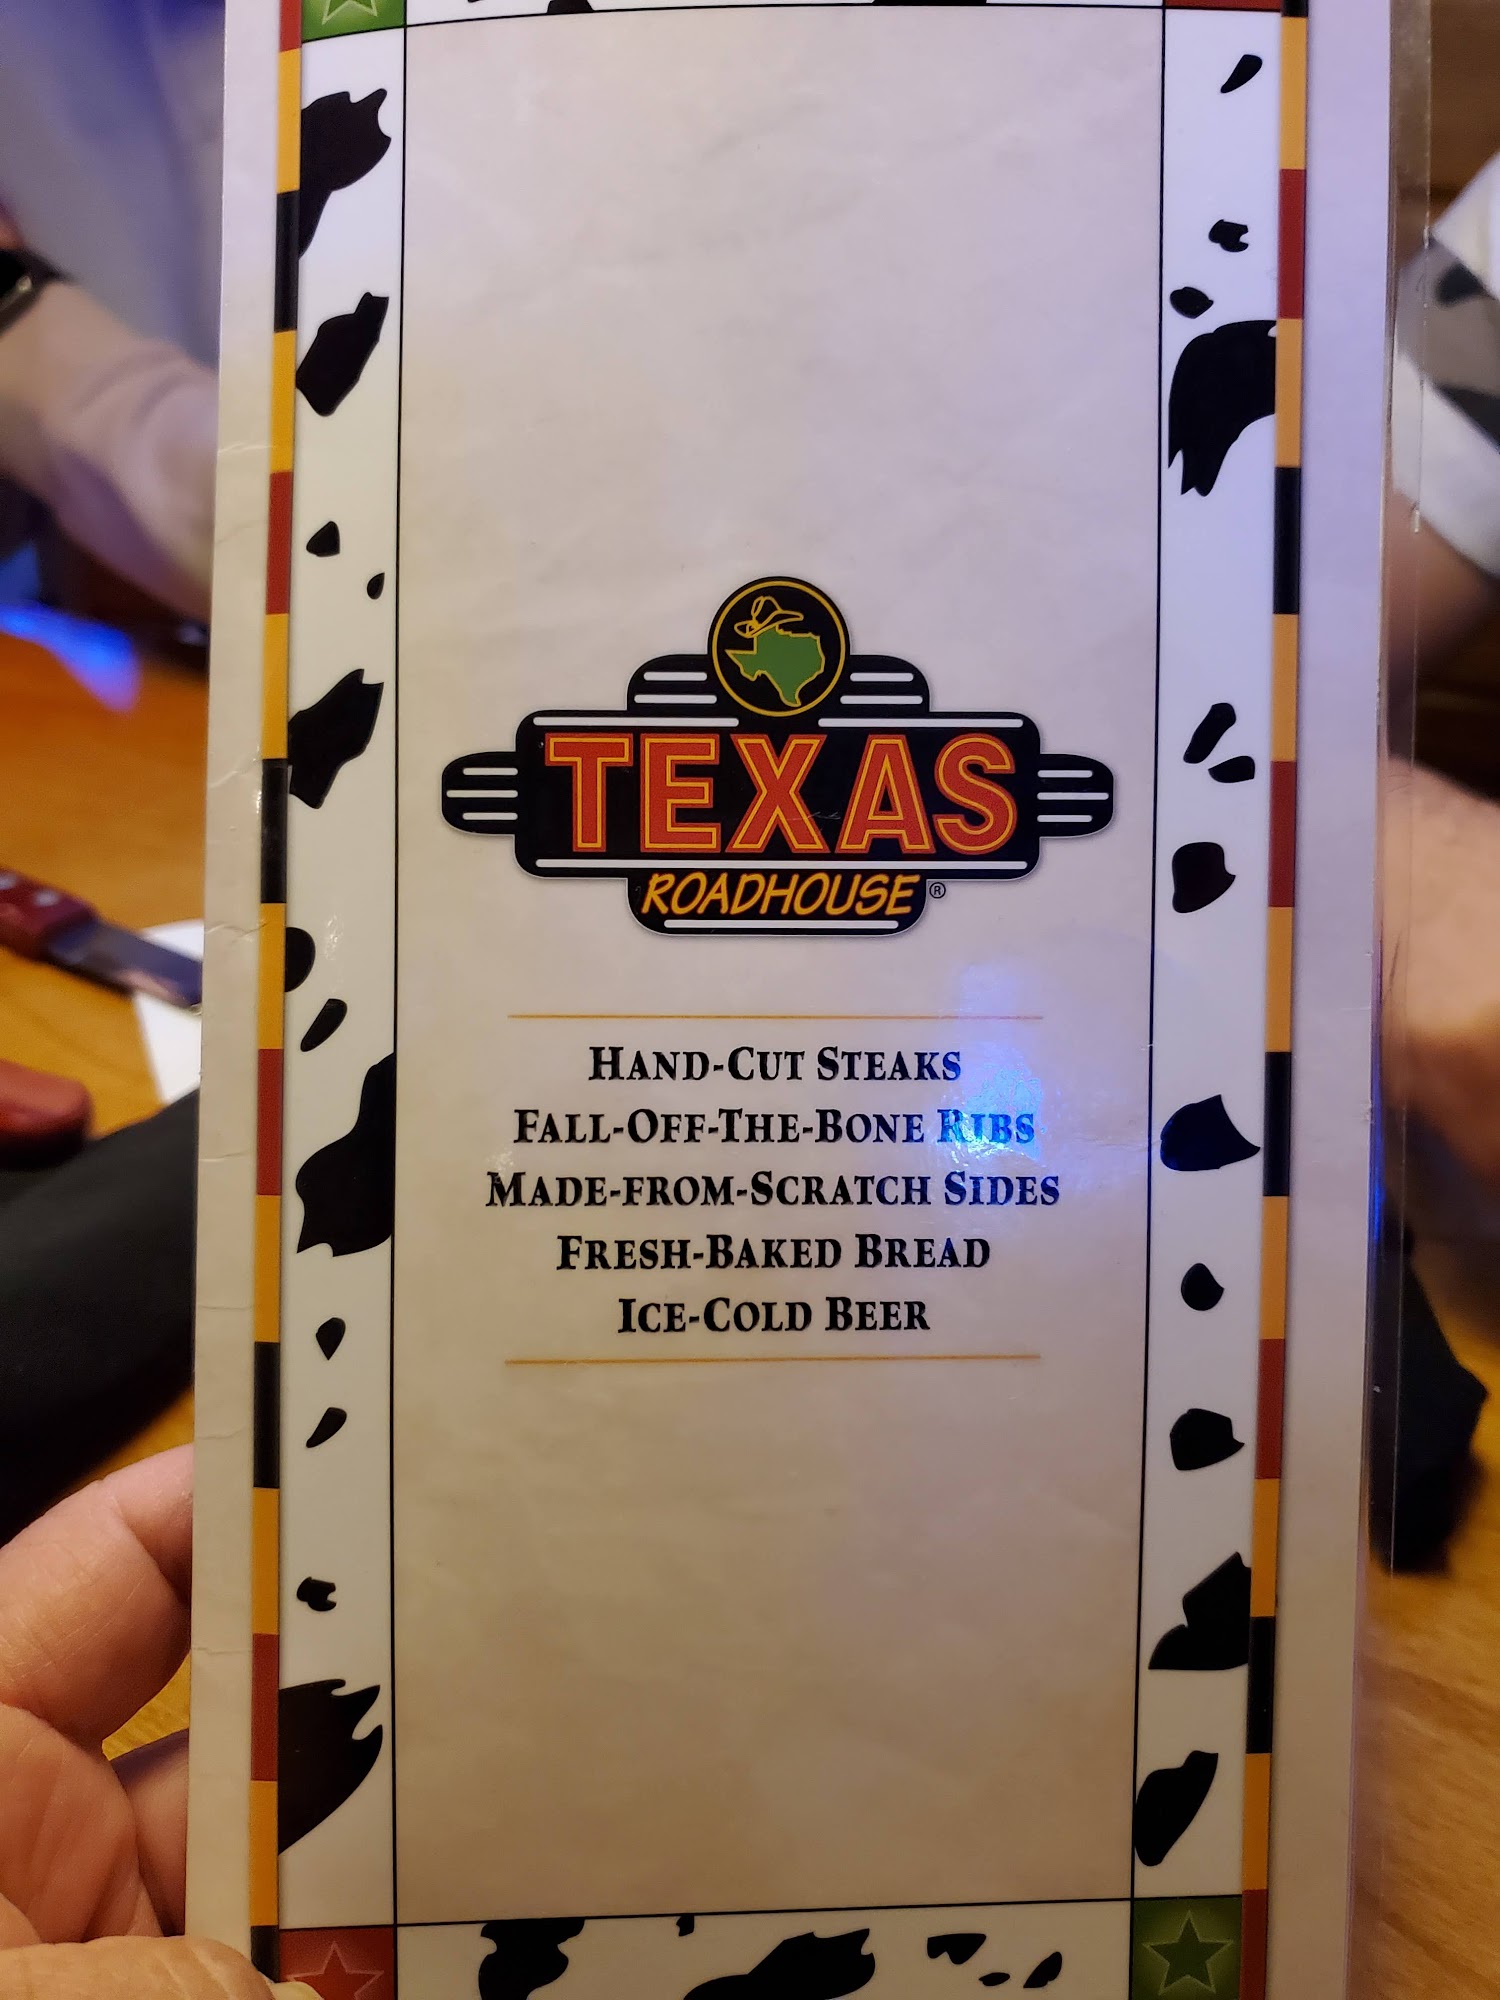 TEXAS
ROADHOUSE®
HAND-CUT STEAKS
FALL-OFF-THE-BONE RIBS
MADE-FROM-SCRATCH SIDES
FRESH-BAKED BREAD
ICE-COLD BEER